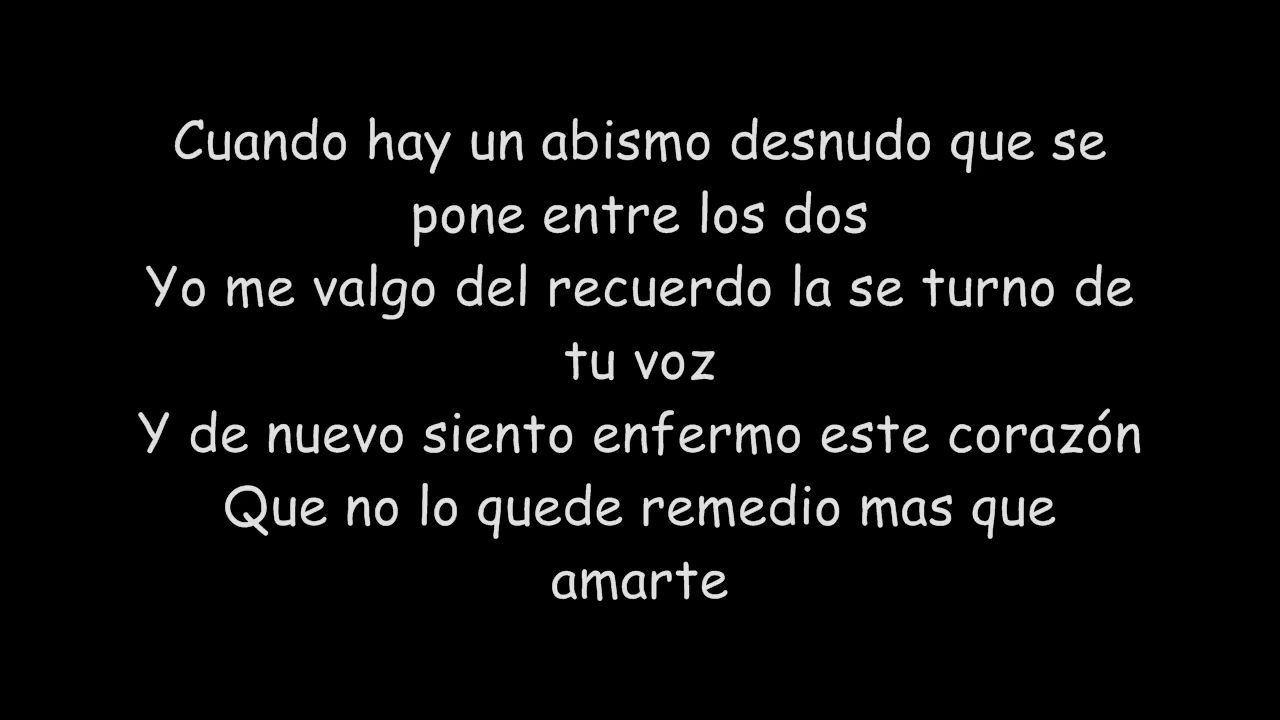 Cuando hay un abismo desnudo que se
pone entre los dos
Yo me valgo del recuerdo la se turno de
tu voz
Y de nuevo siento enfermo este corazón
Que no lo quede remedio mas que
amarte